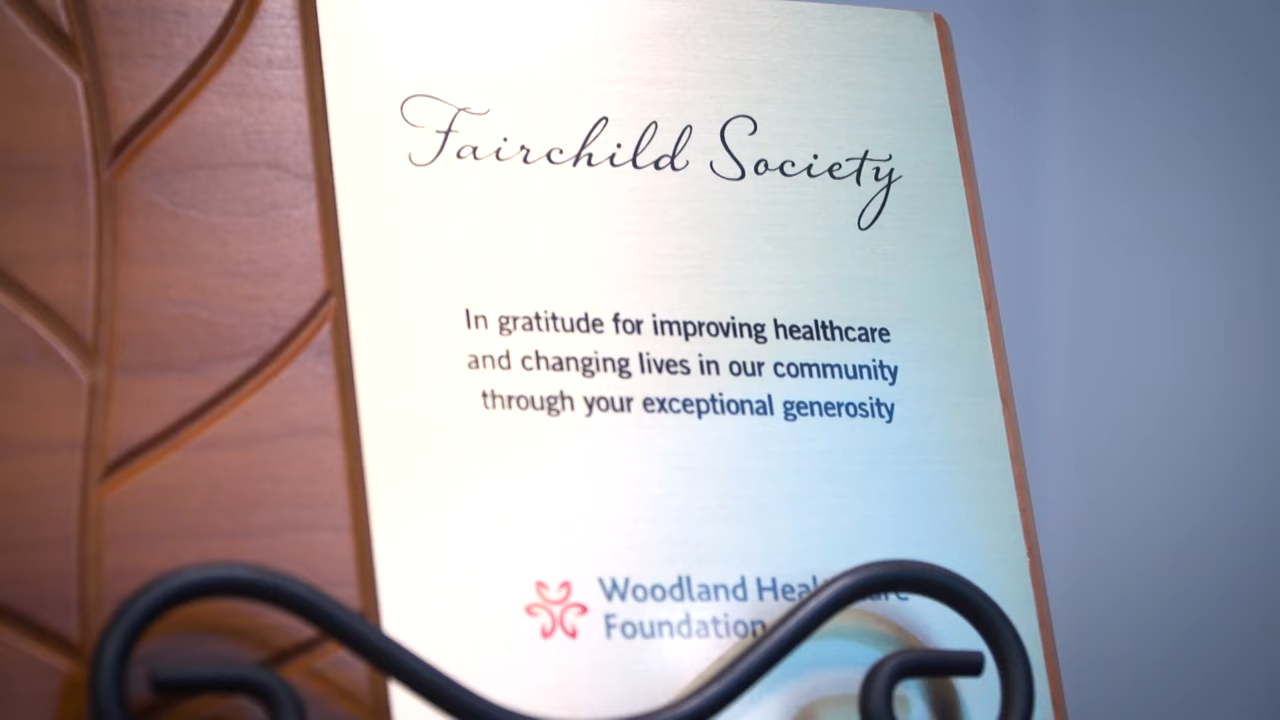 Fairchild Society
In gratitude for improving healthcare
and changing lives in our community
through your exceptional generosity
Woodland Healthcare
Foundation